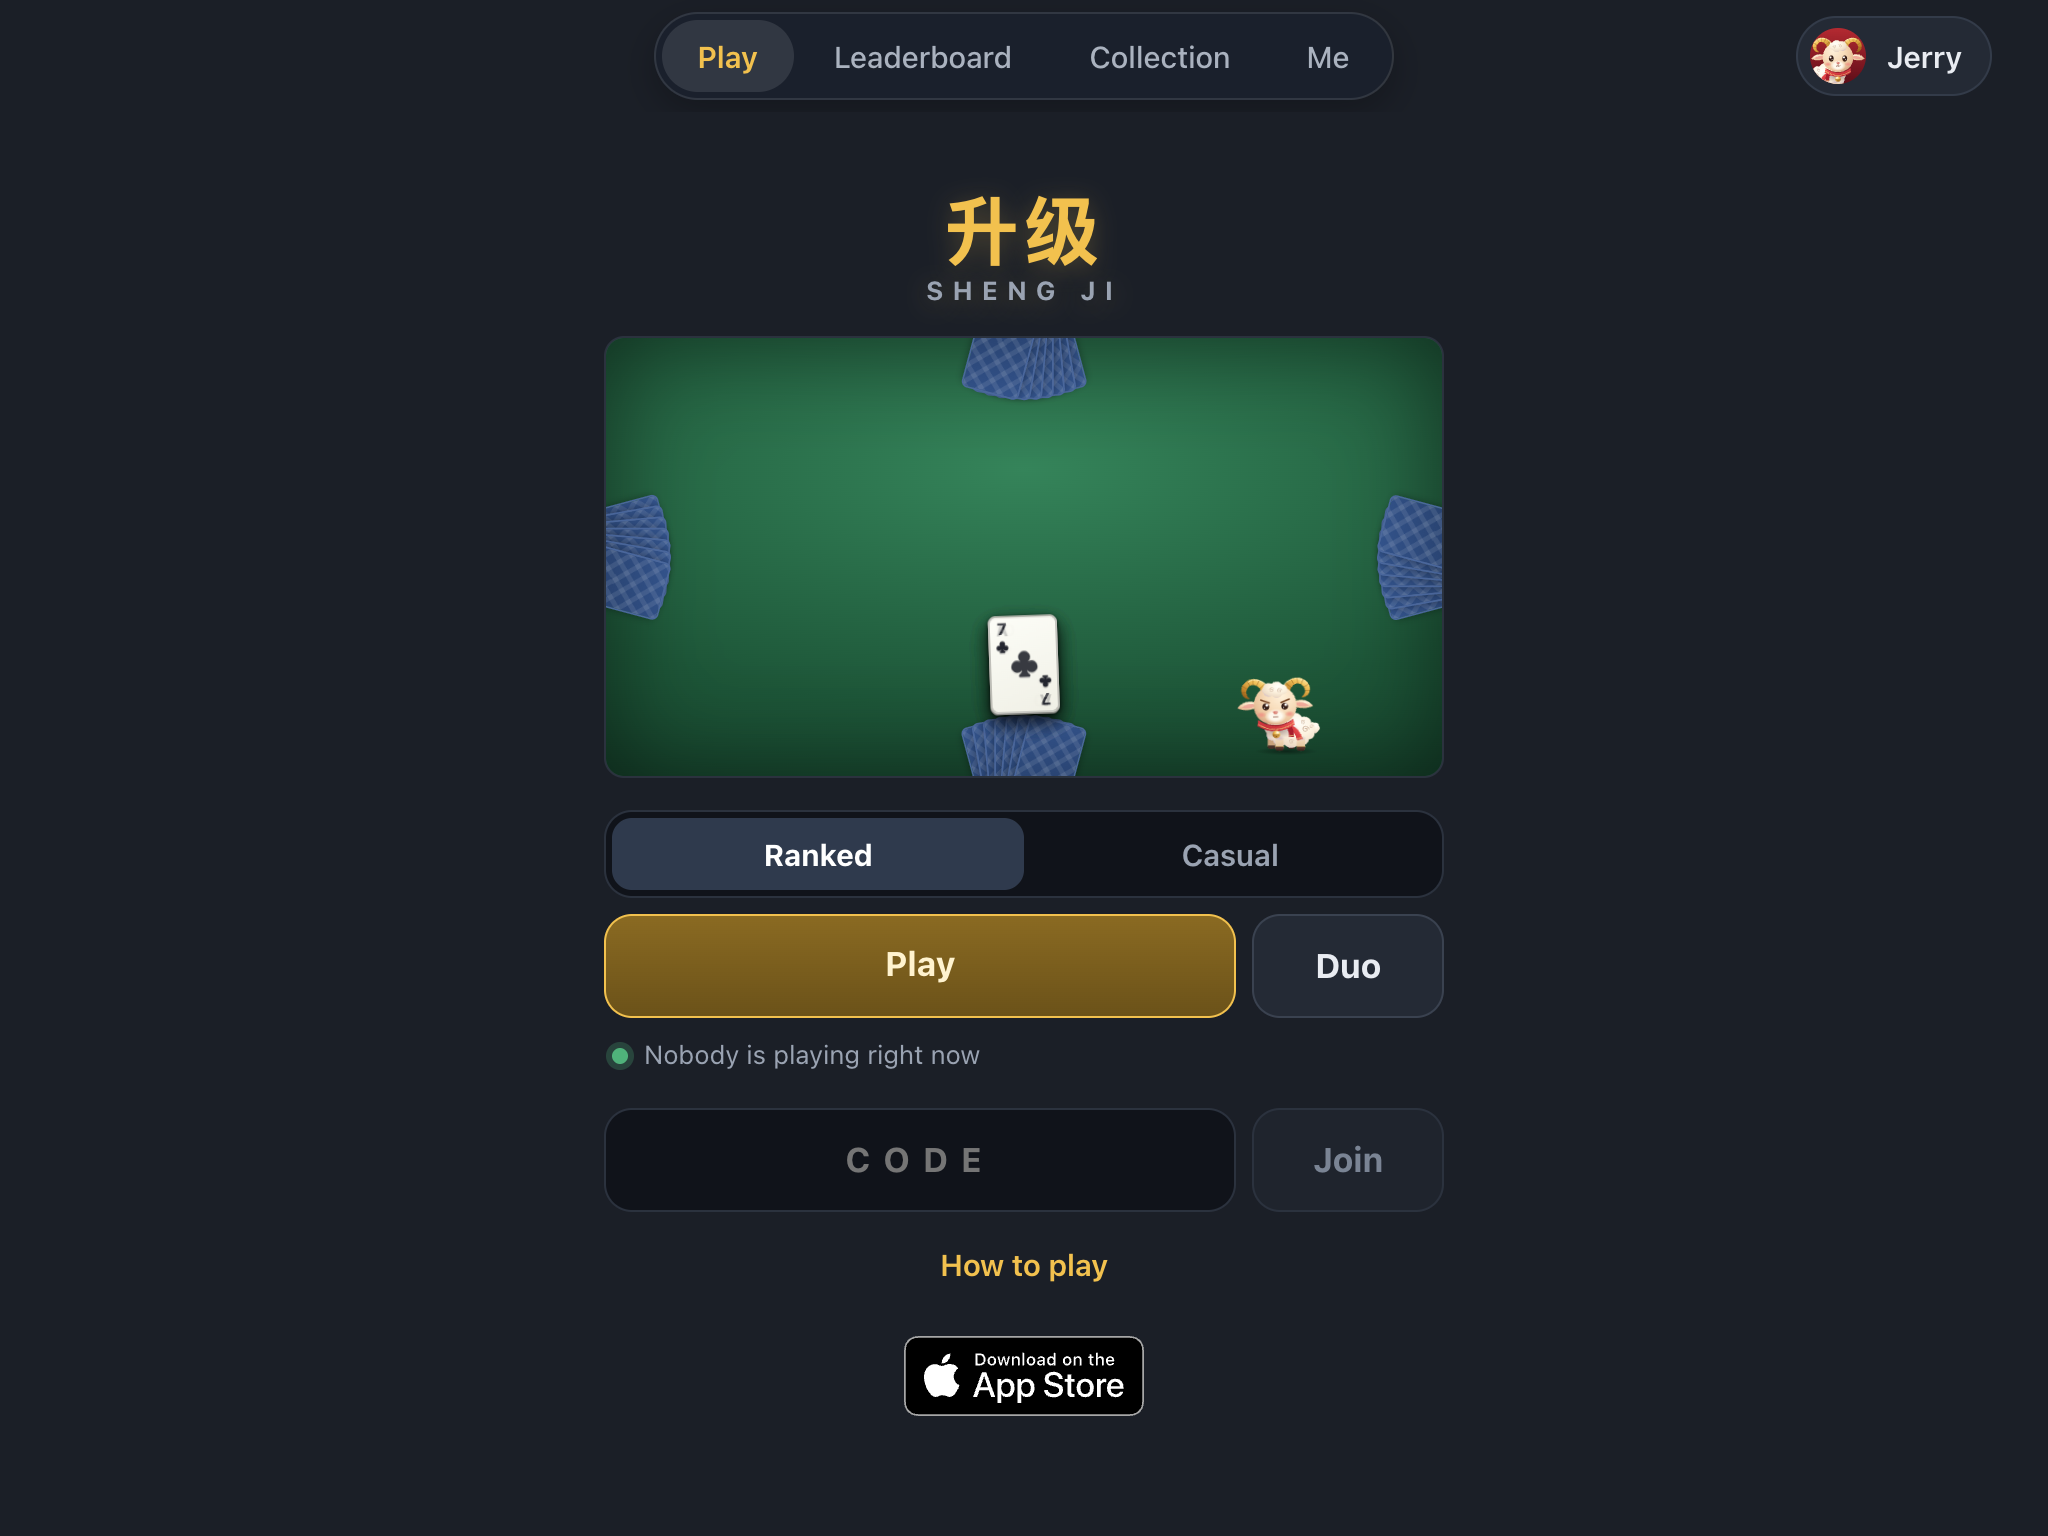 Play Leaderboard Collection Me Jerry
升级
SHENG JI
7
7
Ranked Casual
Play Duo
Nobody is playing right now
CODE Join
How to play
Download on the
App Store